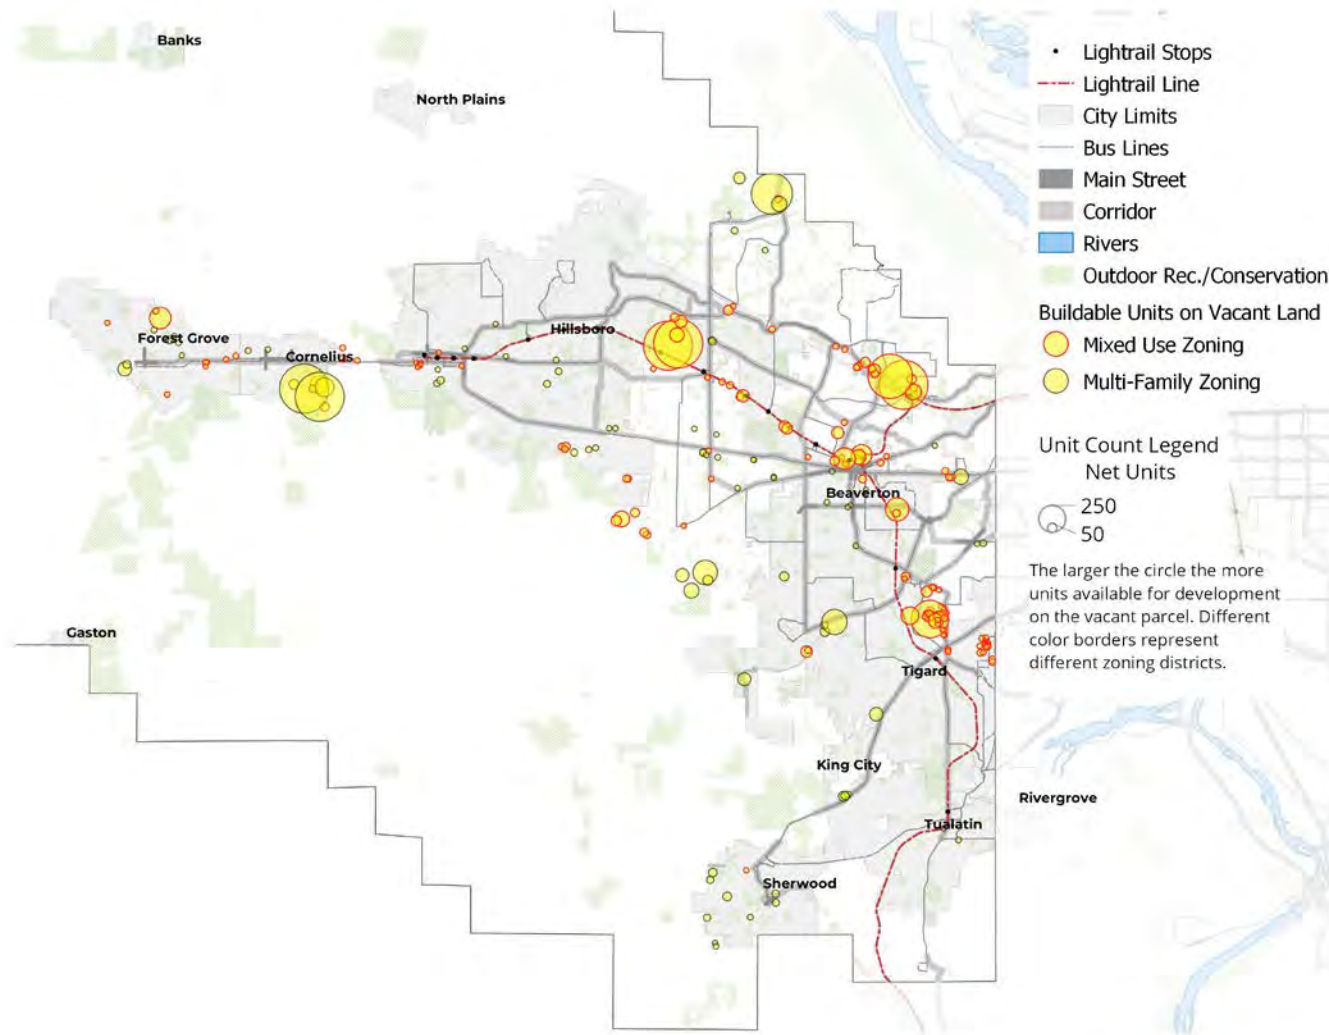 Banks
North Plains
Forest Grove
Cornelius
Hillsboro
Beaverton
Gaston
Tigard
King City
Rivergrove
Tualatin
Sherwood
Lightrail Stops
Lightrail Line
City Limits
Bus Lines
Main Street
Corridor
Rivers
Outdoor Rec./Conservation
Buildable Units on Vacant Land
Mixed Use Zoning
Multi-Family Zoning
Unit Count Legend
Net Units
250
50
The larger the circle the more
units available for development
on the vacant parcel. Different
color borders represent
different zoning districts.